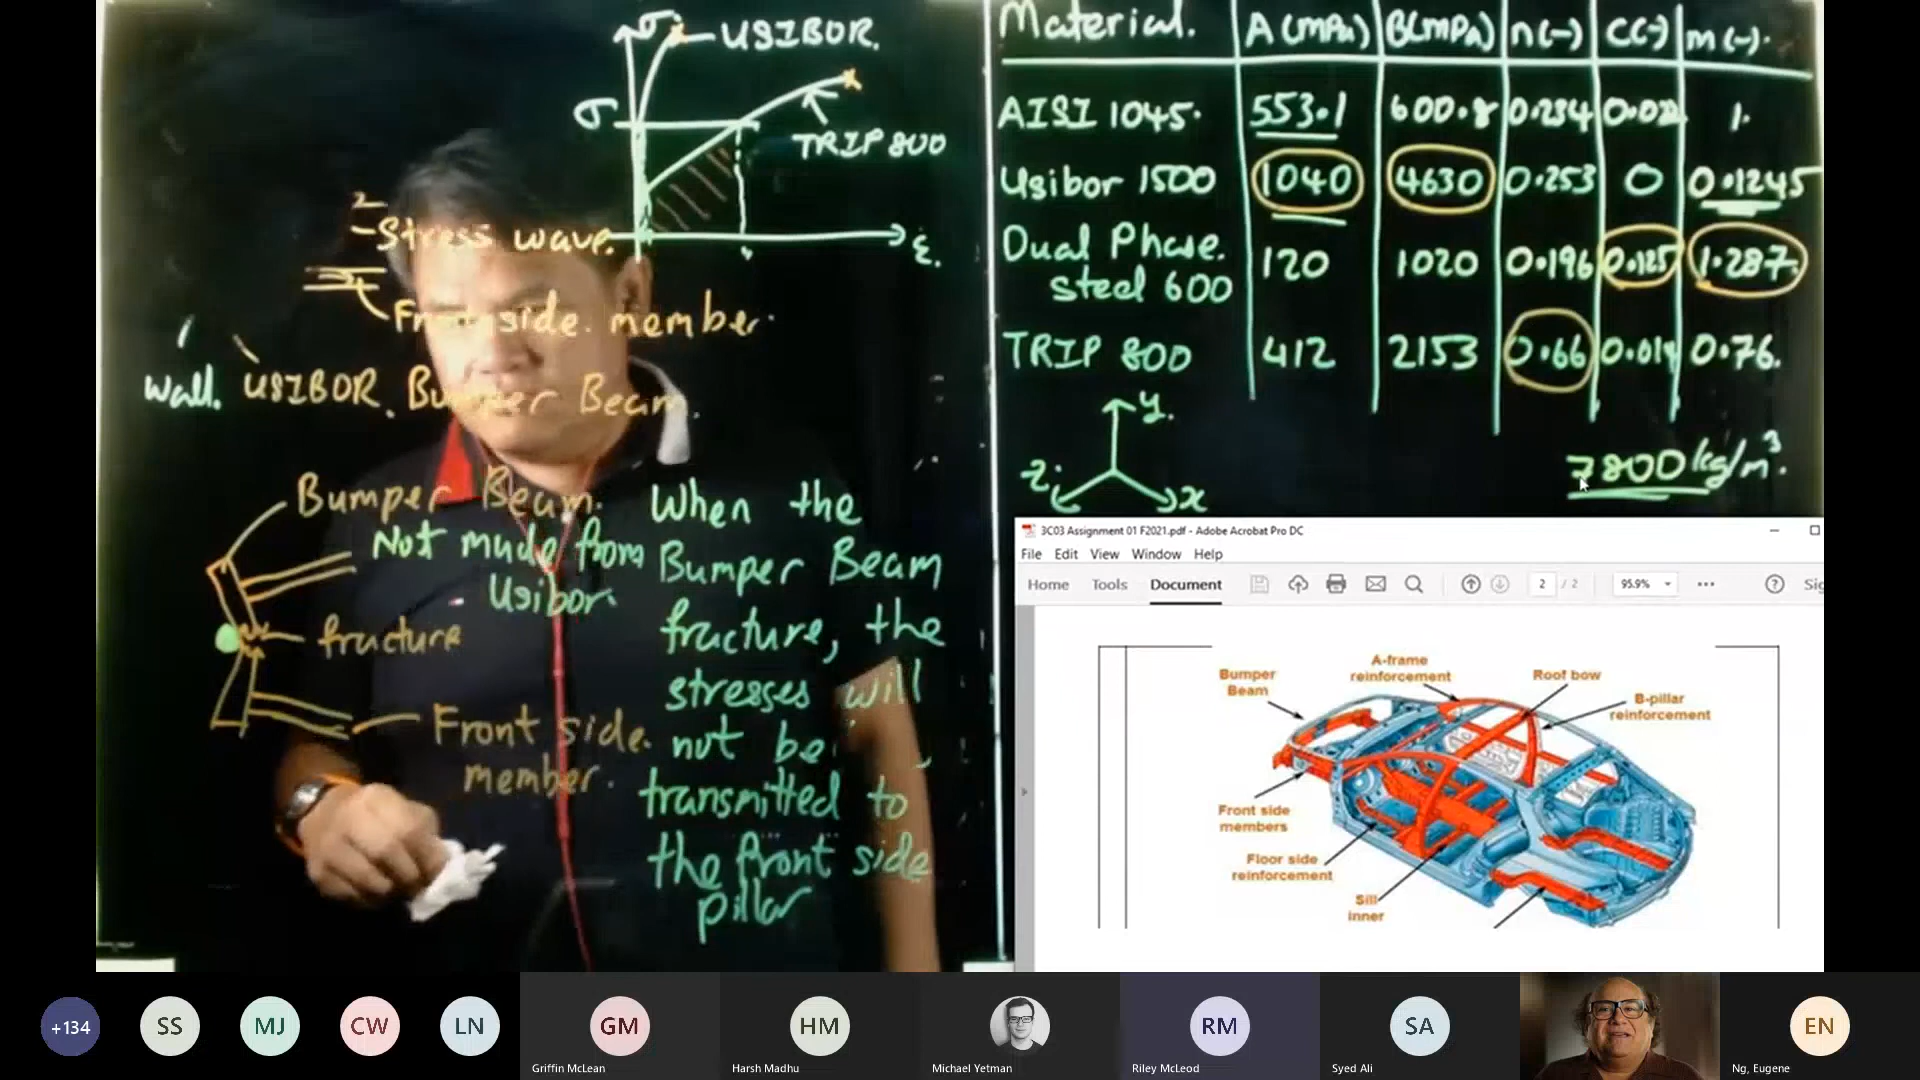 σ
USIBOR.
σ
TRIP 800
ε.
Stress wave.
Front side member.
Wall. USIBOR. Bumper Beam.
Bumper Beam.
Not made from
Usibor.
fracture
Front side
member.
When the
Bumper Beam
fracture, the
stresses will
not be
transmitted to
the front side
pillar
Material. A(MPa) B(MPa) n(-) C(-) m(-).
AISI 1045. 553.1 600.8 0.234 1.
Usibor 1500 1040 4630 0.253 0 0.1245
Dual Phase. 120 1020 0.196 0.125 1.287.
steel 600
TRIP 800 412 2153 0.66 0.76.
y.
z.
x
7800 kg/m³.
3C03 Assignment 01 F2021.pdf - Adobe Acrobat Pro DC
File Edit View Window Help
Home Tools Document 2 / 2 95.9% Sig
Bumper
Beam
A-frame
reinforcement
Roof bow
B-pillar
reinforcement
Front side
members
Floor side
reinforcement
Sill
inner
+134 SS MJ CW LN GM HM RM SA EN
Griffin McLean Harsh Madhu Michael Yetman Riley McLeod Syed Ali Ng, Eugene